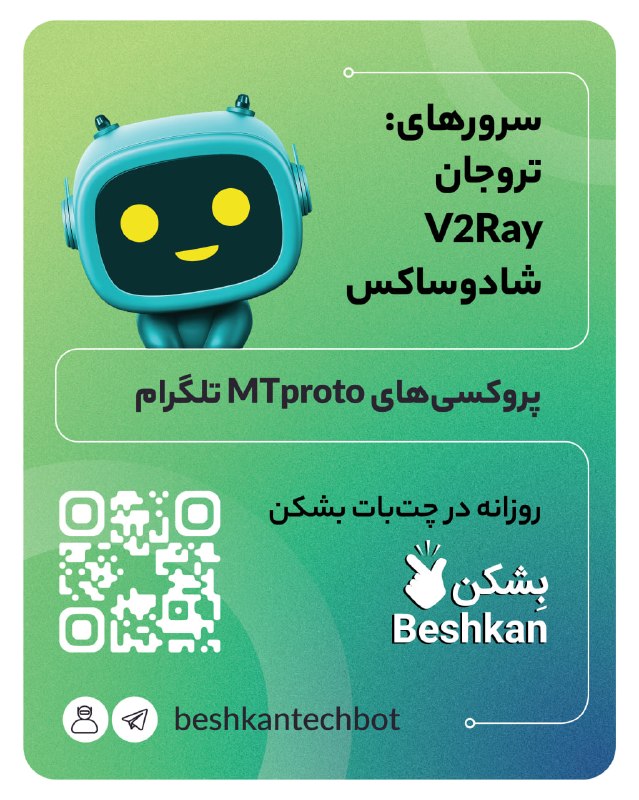 سرورهای:
تروجان
V2Ray
شادوساکس
پروکسی‌های MTproto تلگرام
روزانه در چت‌بات بشکن
بِشکن
Beshkan
beshkantechbot